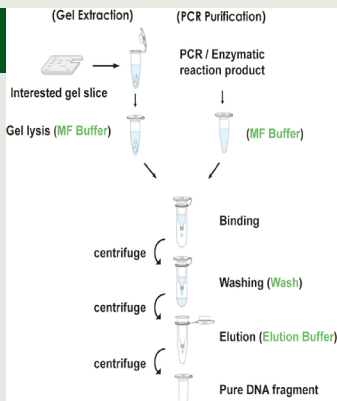 (Gel Extraction) (PCR Purification)
PCR / Enzymatic
reaction product
Interested gel slice
Gel lysis (MF Buffer)
(MF Buffer)
Binding
centrifuge
Washing (Wash)
centrifuge
Elution (Elution Buffer)
centrifuge
Pure DNA fragment